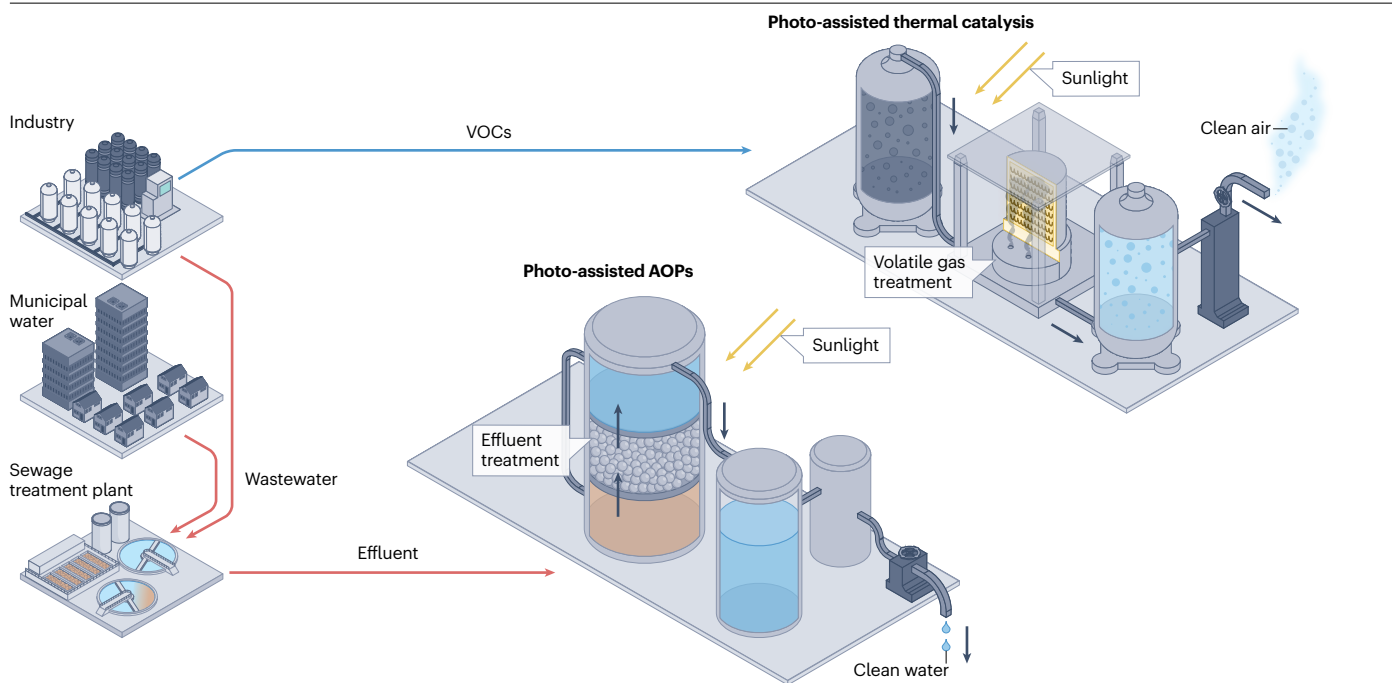 Photo-assisted thermal catalysis
Sunlight
Industry
VOCs
Clean air
Volatile gas
treatment
Photo-assisted AOPs
Municipal
water
Sunlight
Effluent
treatment
Sewage
treatment plant
Wastewater
Effluent
Clean water